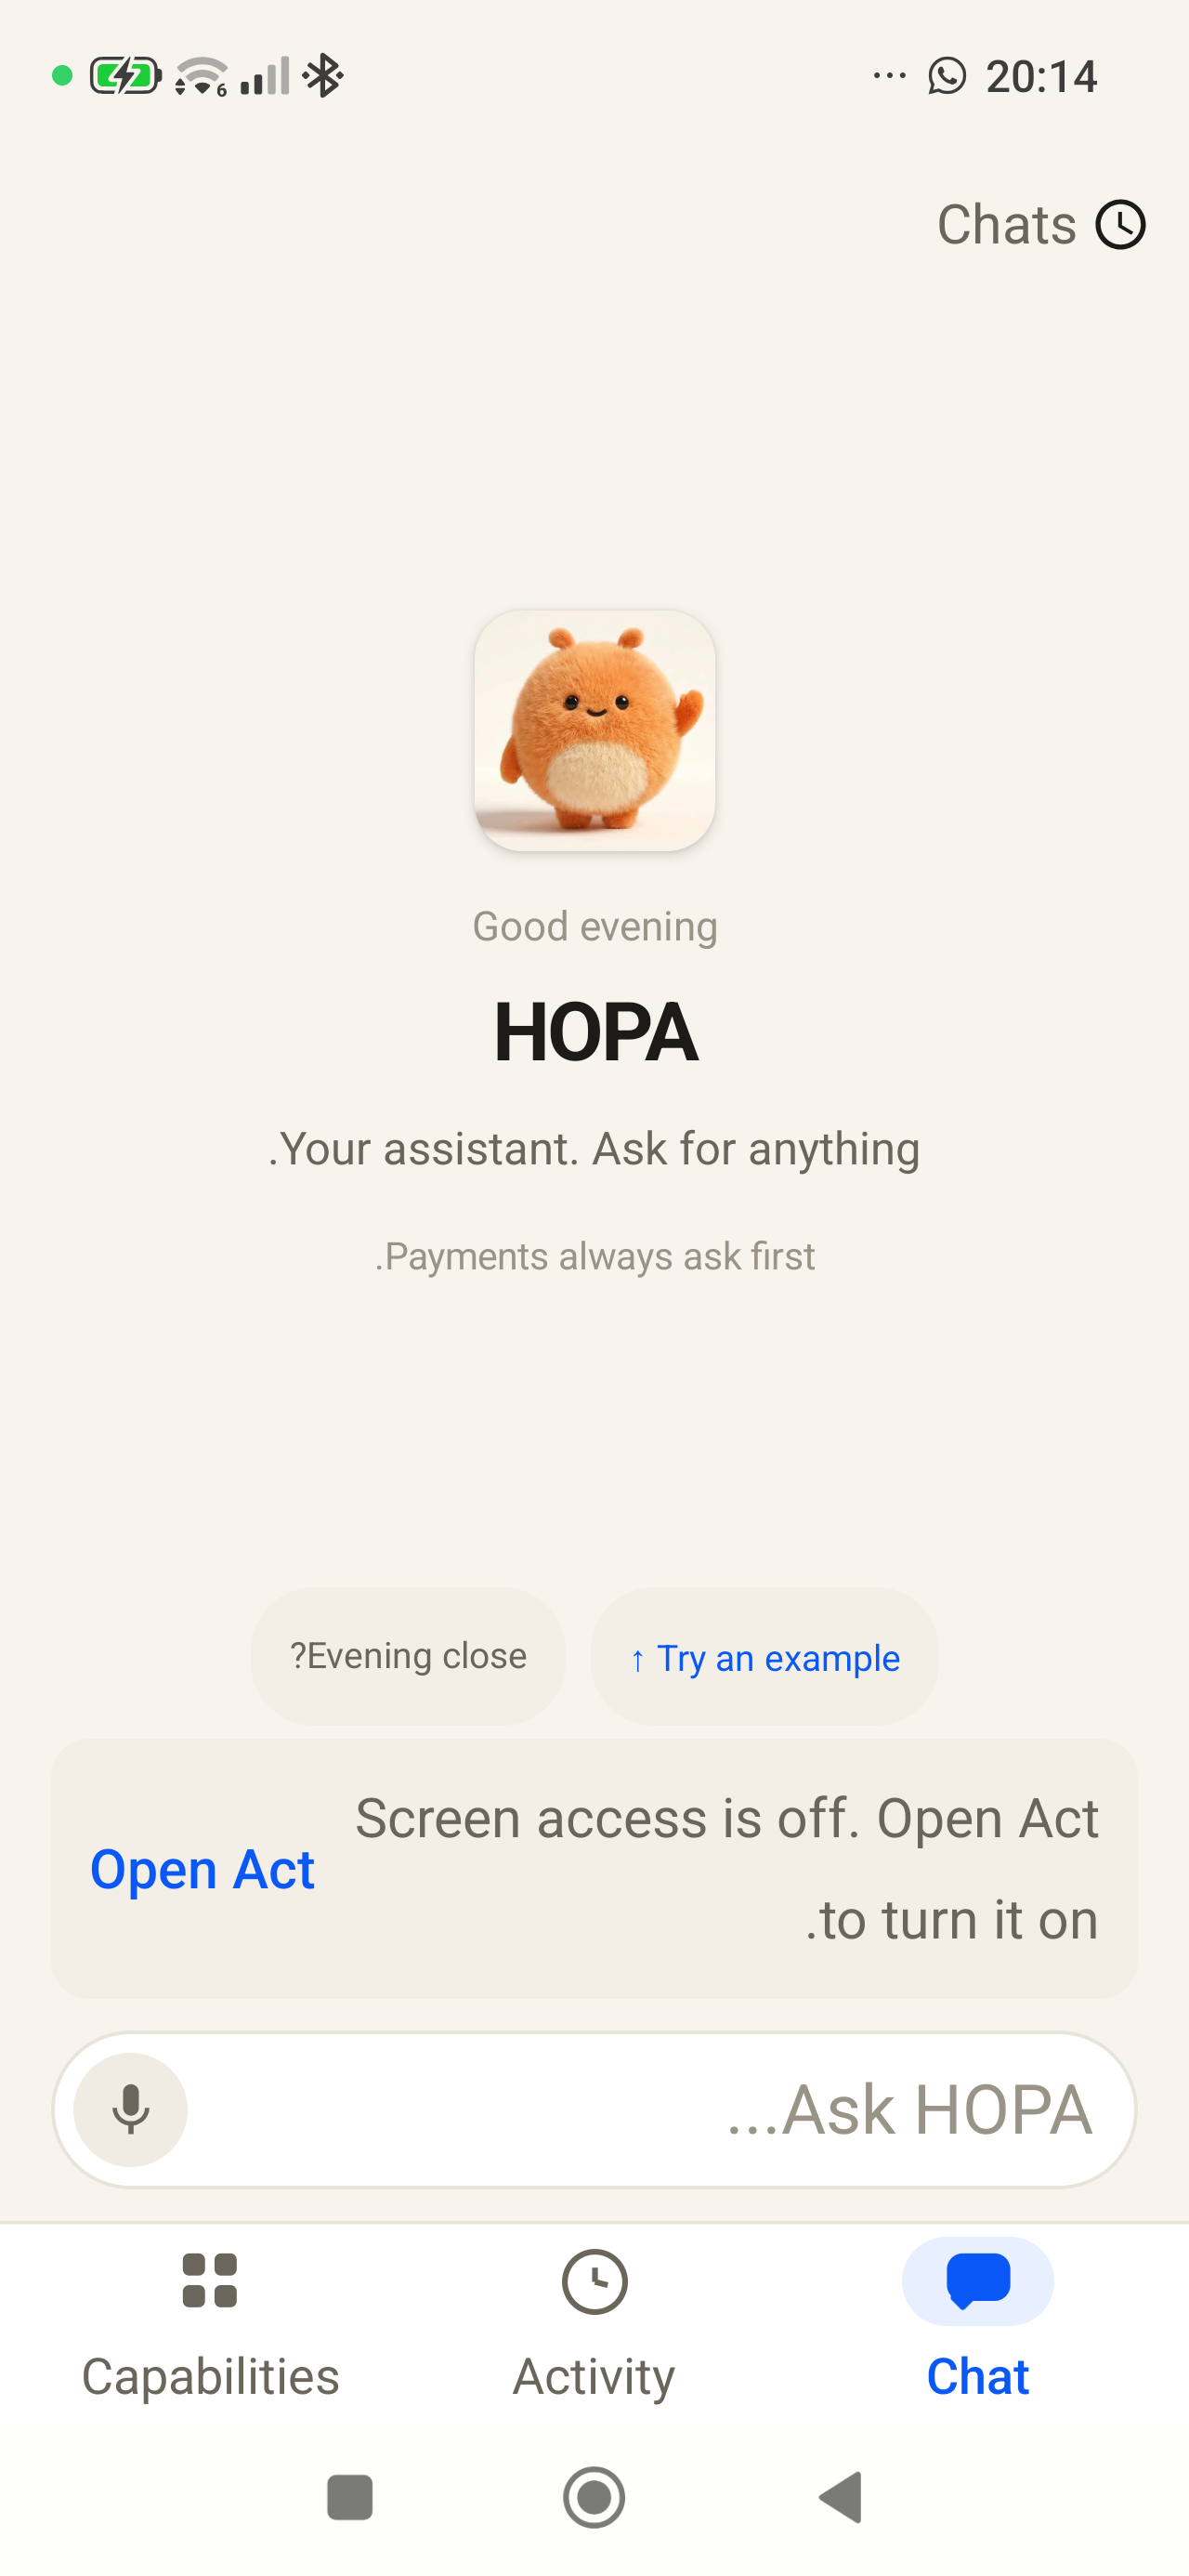 20:14
Chats
Good evening
HOPA
.Your assistant. Ask for anything
.Payments always ask first
?Evening close
↑ Try an example
Screen access is off. Open Act
.to turn it on
Open Act
...Ask HOPA
Capabilities
Activity
Chat